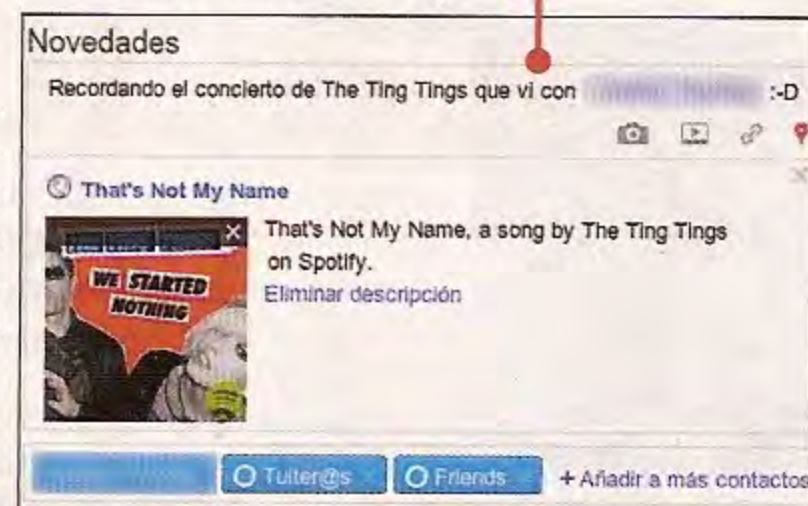 Novedades
Recordando el concierto de The Ting Tings que vi con :-D
That's Not My Name
That's Not My Name, a song by The Ting Tings
on Spotify.
Eliminar descripción
WE STARTED
NOTHING
Tuiter@s Friends + Añadir a más contactos